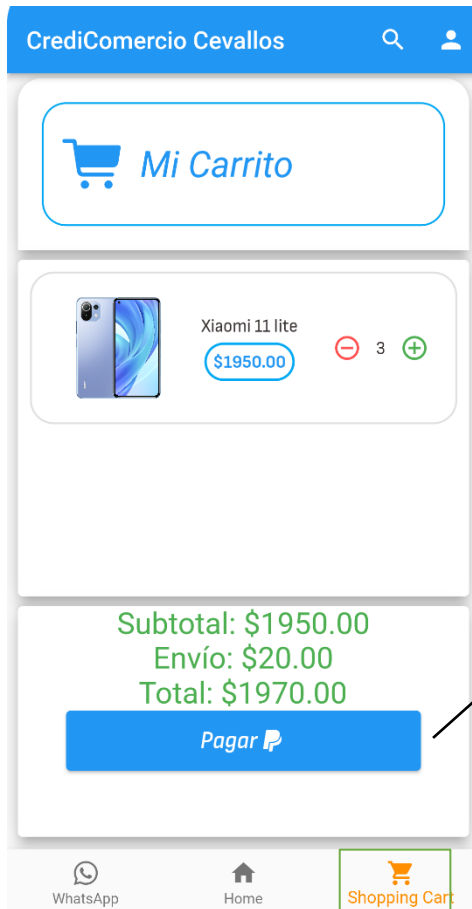 CrediComercio Cevallos
Mi Carrito
Xiaomi 11 lite
$1950.00
3
Subtotal: $1950.00
Envío: $20.00
Total: $1970.00
Pagar
WhatsApp
Home
Shopping Cart